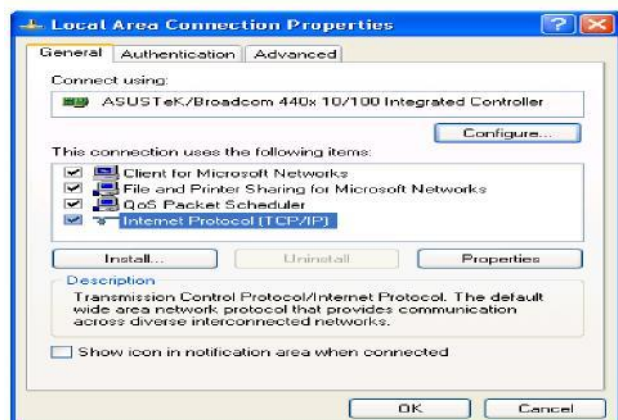 Local Area Connection Properties
General Authentication Advanced
Connect using:
ASUSTeK/Broadcom 440x 10/100 Integrated Controller
Configure...
This connection uses the following items:
Client for Microsoft Networks
File and Printer Sharing for Microsoft Networks
QoS Packet Scheduler
Internet Protocol (TCP/IP)
Install... Uninstall Properties
Description
Transmission Control Protocol/Internet Protocol. The default
wide area network protocol that provides communication
across diverse interconnected networks.
Show icon in notification area when connected
OK Cancel